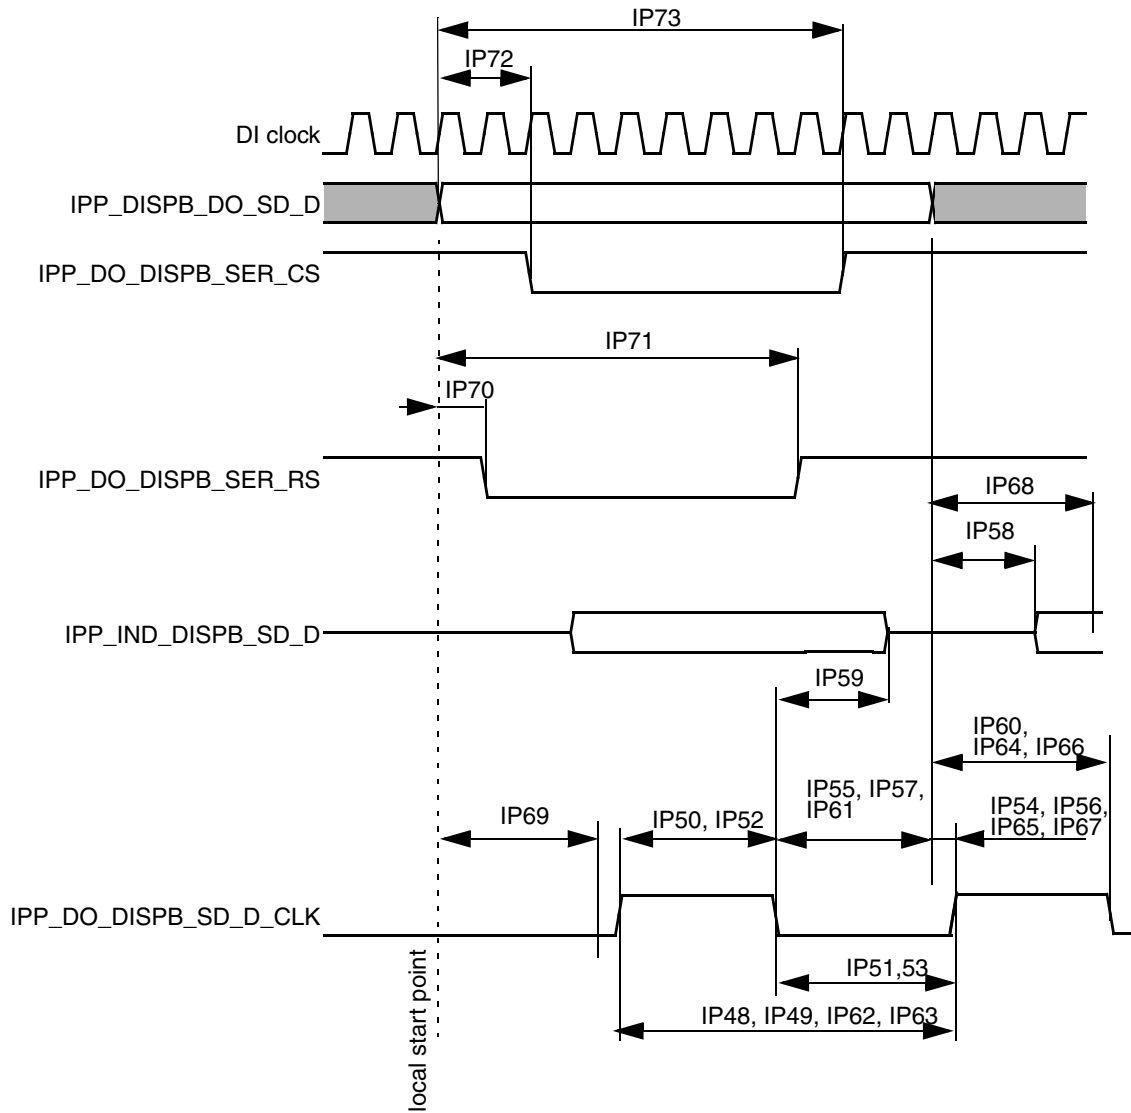 IP73
IP72
DI clock
IPP_DISPB_DO_SD_D
IPP_DO_DISPB_SER_CS
IP71
IP70
IPP_DO_DISPB_SER_RS
IP68
IP58
IPP_IND_DISPB_SD_D
IP59
IP60,
IP64, IP66
IP55, IP57,
IP61
IP54, IP56,
IP65, IP67
IP69
IP50, IP52
IPP_DO_DISPB_SD_D_CLK
IP51,53
IP48, IP49, IP62, IP63
local start point